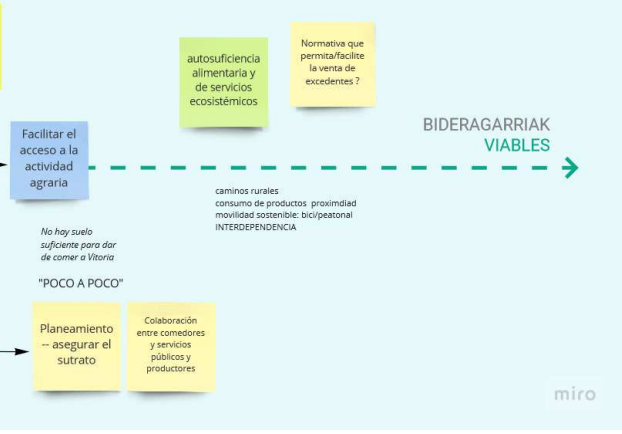 autosuficiencia
alimentaria y
de servicios
ecosistémicos
Normativa que
permita/facilite
la venta de
excedentes ?
BIDERAGARRIAK
VIABLES
Facilitar el
acceso a la
actividad
agraria
caminos rurales
consumo de productos proximdiad
movilidad sostenible: bici/peatonal
INTERDEPENDENCIA
No hay suelo
suficiente para dar
de comer a Vitoria
"POCO A POCO"
Planeamiento
-- asegurar el
sutrato
Colaboración
entre comedores
y servicios
públicos y
productores
miro